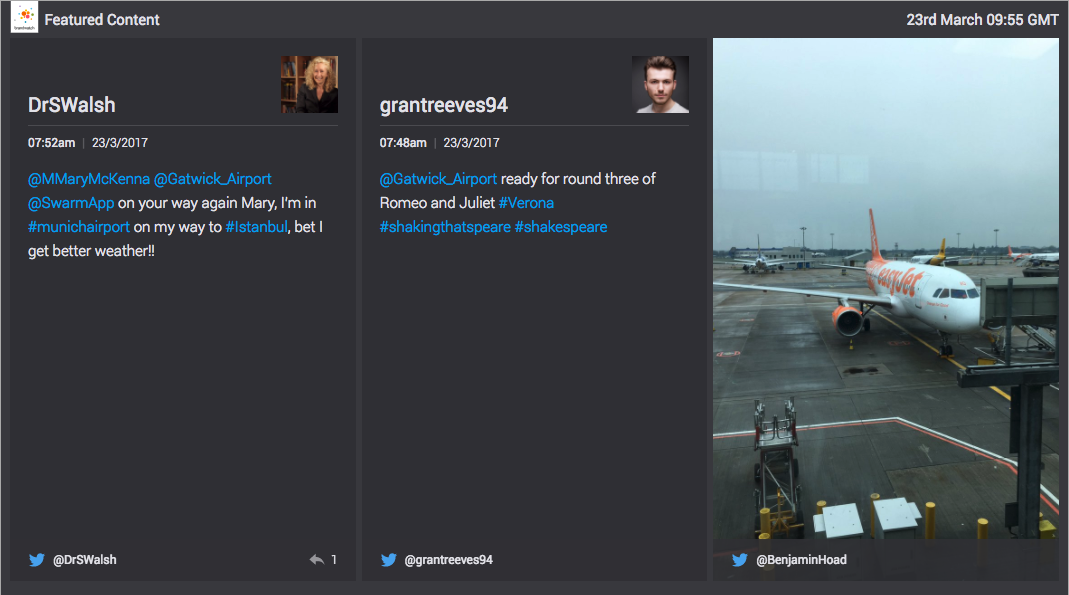 brandwatch
Featured Content
23rd March 09:55 GMT
DrSWalsh
07:52am | 23/3/2017
@MMaryMcKenna @Gatwick_Airport
@SwarmApp on your way again Mary, I'm in
#munichairport on my way to #Istanbul, bet I
get better weather!!
@DrSWalsh
1
grantreeves94
07:48am | 23/3/2017
@Gatwick_Airport ready for round three of
Romeo and Juliet #Verona
#shakingthatspeare #shakespeare
@grantreeves94
easyJet
@BenjaminHoad